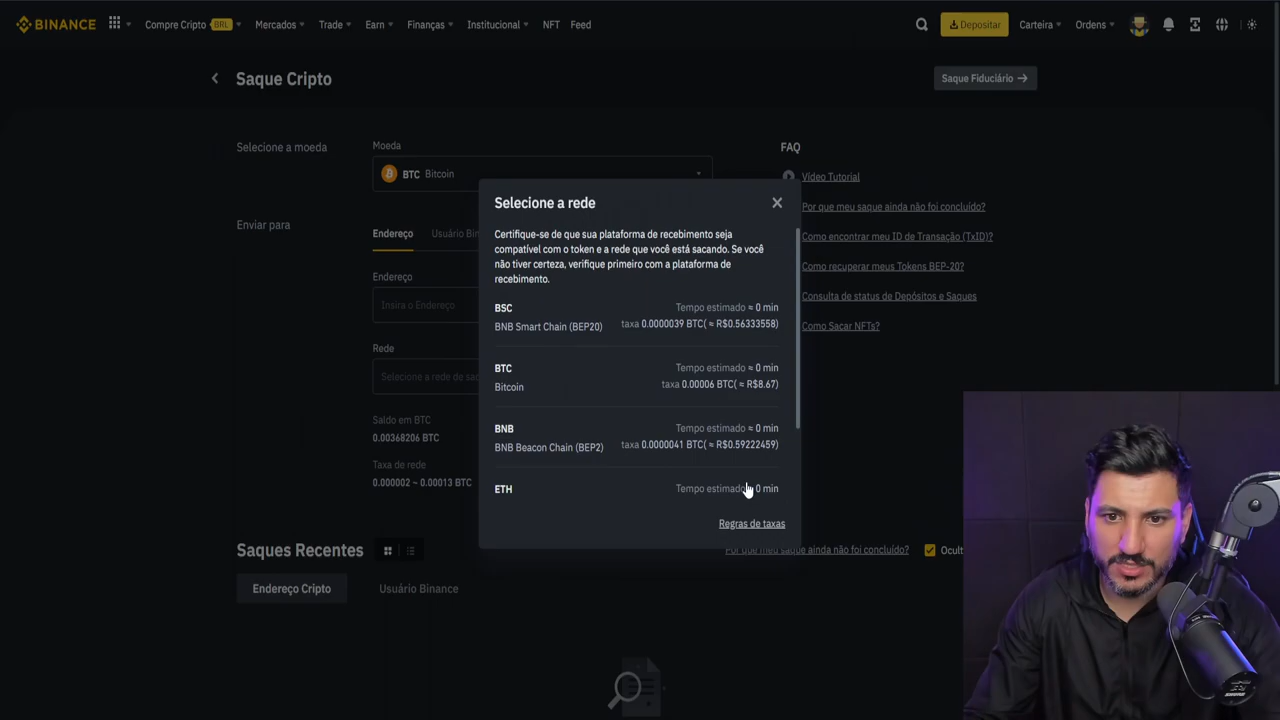 BINANCE
Compre Cripto BRL Mercados Trade Earn Finanças Institucional NFT Feed
Depositar Carteira Ordens
Saque Cripto
Saque Fiduciário →
Selecione a moeda
Moeda
BTC Bitcoin
FAQ
Vídeo Tutorial
Por que meu saque ainda não foi concluído?
Como encontrar meu ID de Transação (TxID)?
Como recuperar meus Tokens BEP-20?
Consulta de status de Depósitos e Saques
Como Sacar NFTs?
Enviar para
Endereço Usuário
Endereço
Insira o Endereço
Rede
Selecione a rede de
Saldo em BTC
0.00368206 BTC
Taxa de rede
0.000002 ~ 0.00013 BTC
Selecione a rede
Certifique-se de que sua plataforma de recebimento seja
compatível com o token e a rede que você está sacando. Se você
não tiver certeza, verifique primeiro com a plataforma de
recebimento.
BSC Tempo estimado ≈ 0 min
BNB Smart Chain (BEP20) taxa 0.0000039 BTC( ≈ R$0.56333558)
BTC Tempo estimado ≈ 0 min
Bitcoin taxa 0.00006 BTC( ≈ R$8.67)
BNB Tempo estimado ≈ 0 min
BNB Beacon Chain (BEP2) taxa 0.0000041 BTC( ≈ R$0.59222459)
ETH Tempo estimado 0 min
Regras de taxas
Saques Recentes
Por que meu saque ainda não foi concluído?
Ocult
Endereço Cripto Usuário Binance